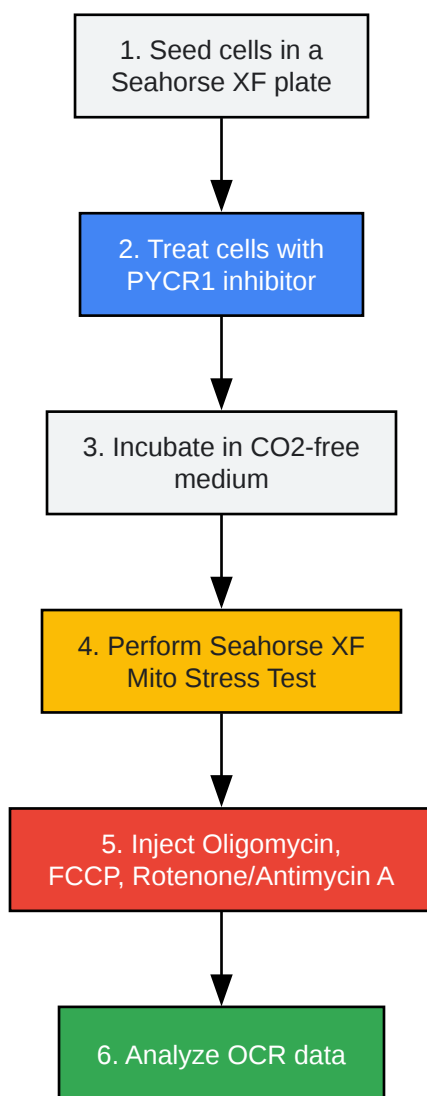 1. Seed cells in a
Seahorse XF plate
2. Treat cells with
PYCR1 inhibitor
3. Incubate in CO2-free
medium
4. Perform Seahorse XF
Mito Stress Test
5. Inject Oligomycin,
FCCP, Rotenone/Antimycin A
6. Analyze OCR data